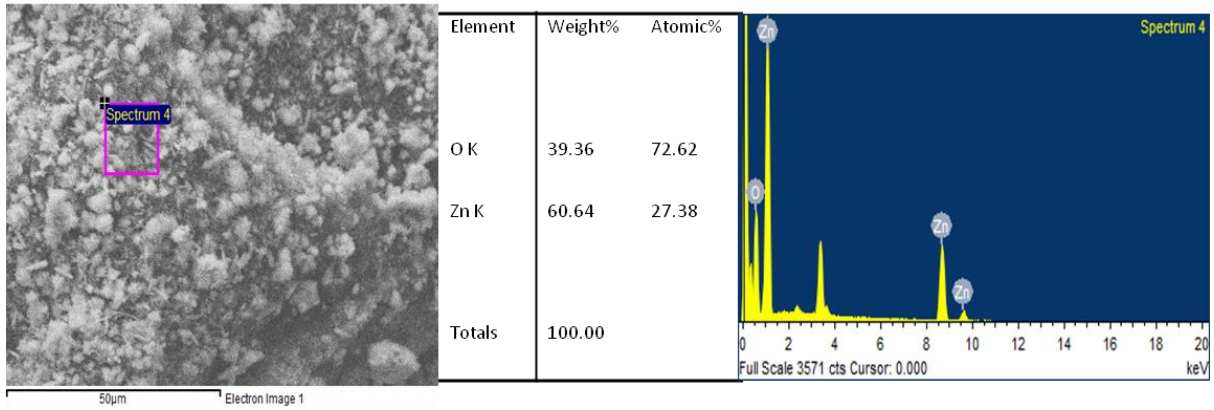 Spectrum 4
50µm
Electron Image 1
Element Weight% Atomic%
O K 39.36 72.62
Zn K 60.64 27.38
Totals 100.00
Spectrum 4
Zn
O
Zn
Zn
0 2 4 6 8 10 12 14 16 18 20
Full Scale 3571 cts Cursor: 0.000 keV